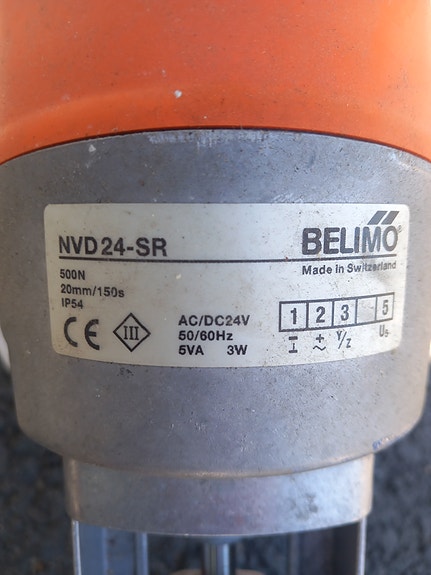 NVD24-SR
BELIMO®
Made in Switzerland
500N
20mm/150s
IP54
CE III
AC/DC24V
50/60Hz
5VA 3W
1 2 3 5
⊥ ± Y/Z U5
~